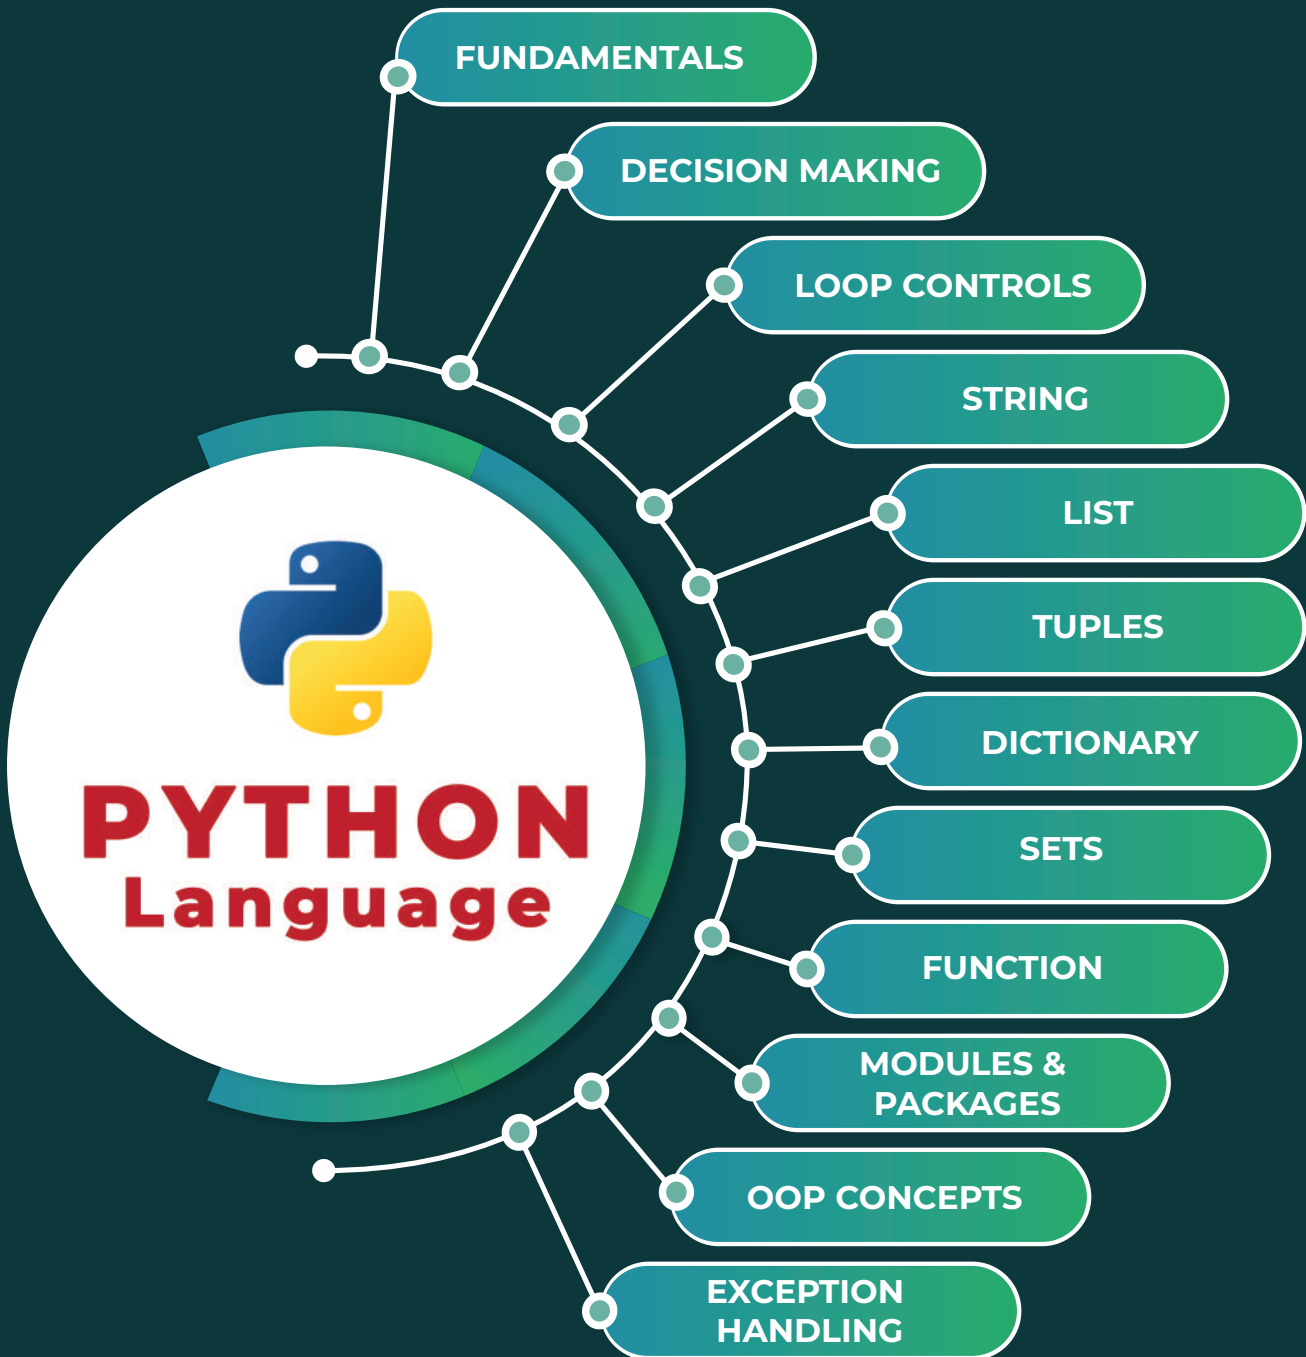 FUNDAMENTALS
DECISION MAKING
LOOP CONTROLS
STRING
LIST
TUPLES
DICTIONARY
SETS
FUNCTION
MODULES &
PACKAGES
OOP CONCEPTS
EXCEPTION
HANDLING
PYTHON
Language